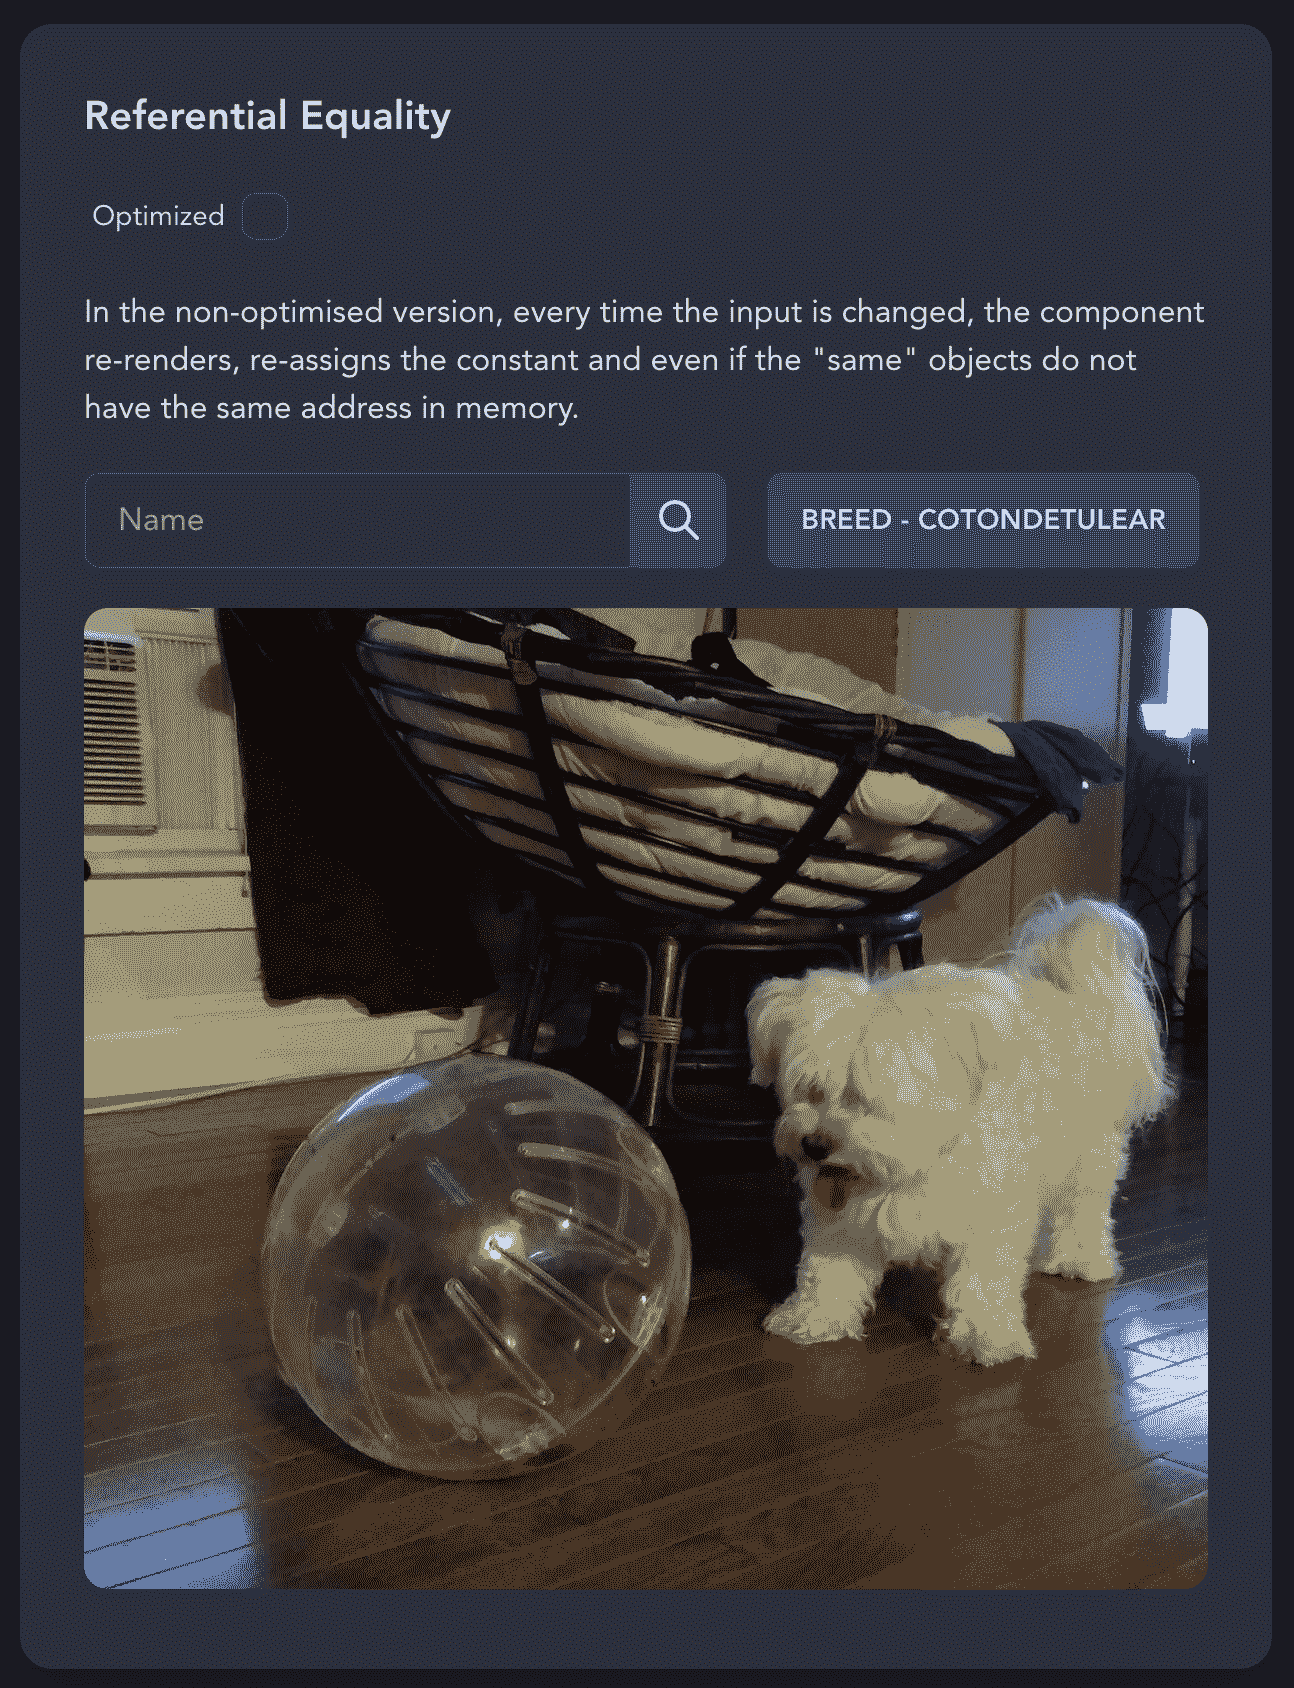 Referential Equality
Optimized
In the non-optimised version, every time the input is changed, the component
re-renders, re-assigns the constant and even if the "same" objects do not
have the same address in memory.
Name
BREED - COTONDETULEAR